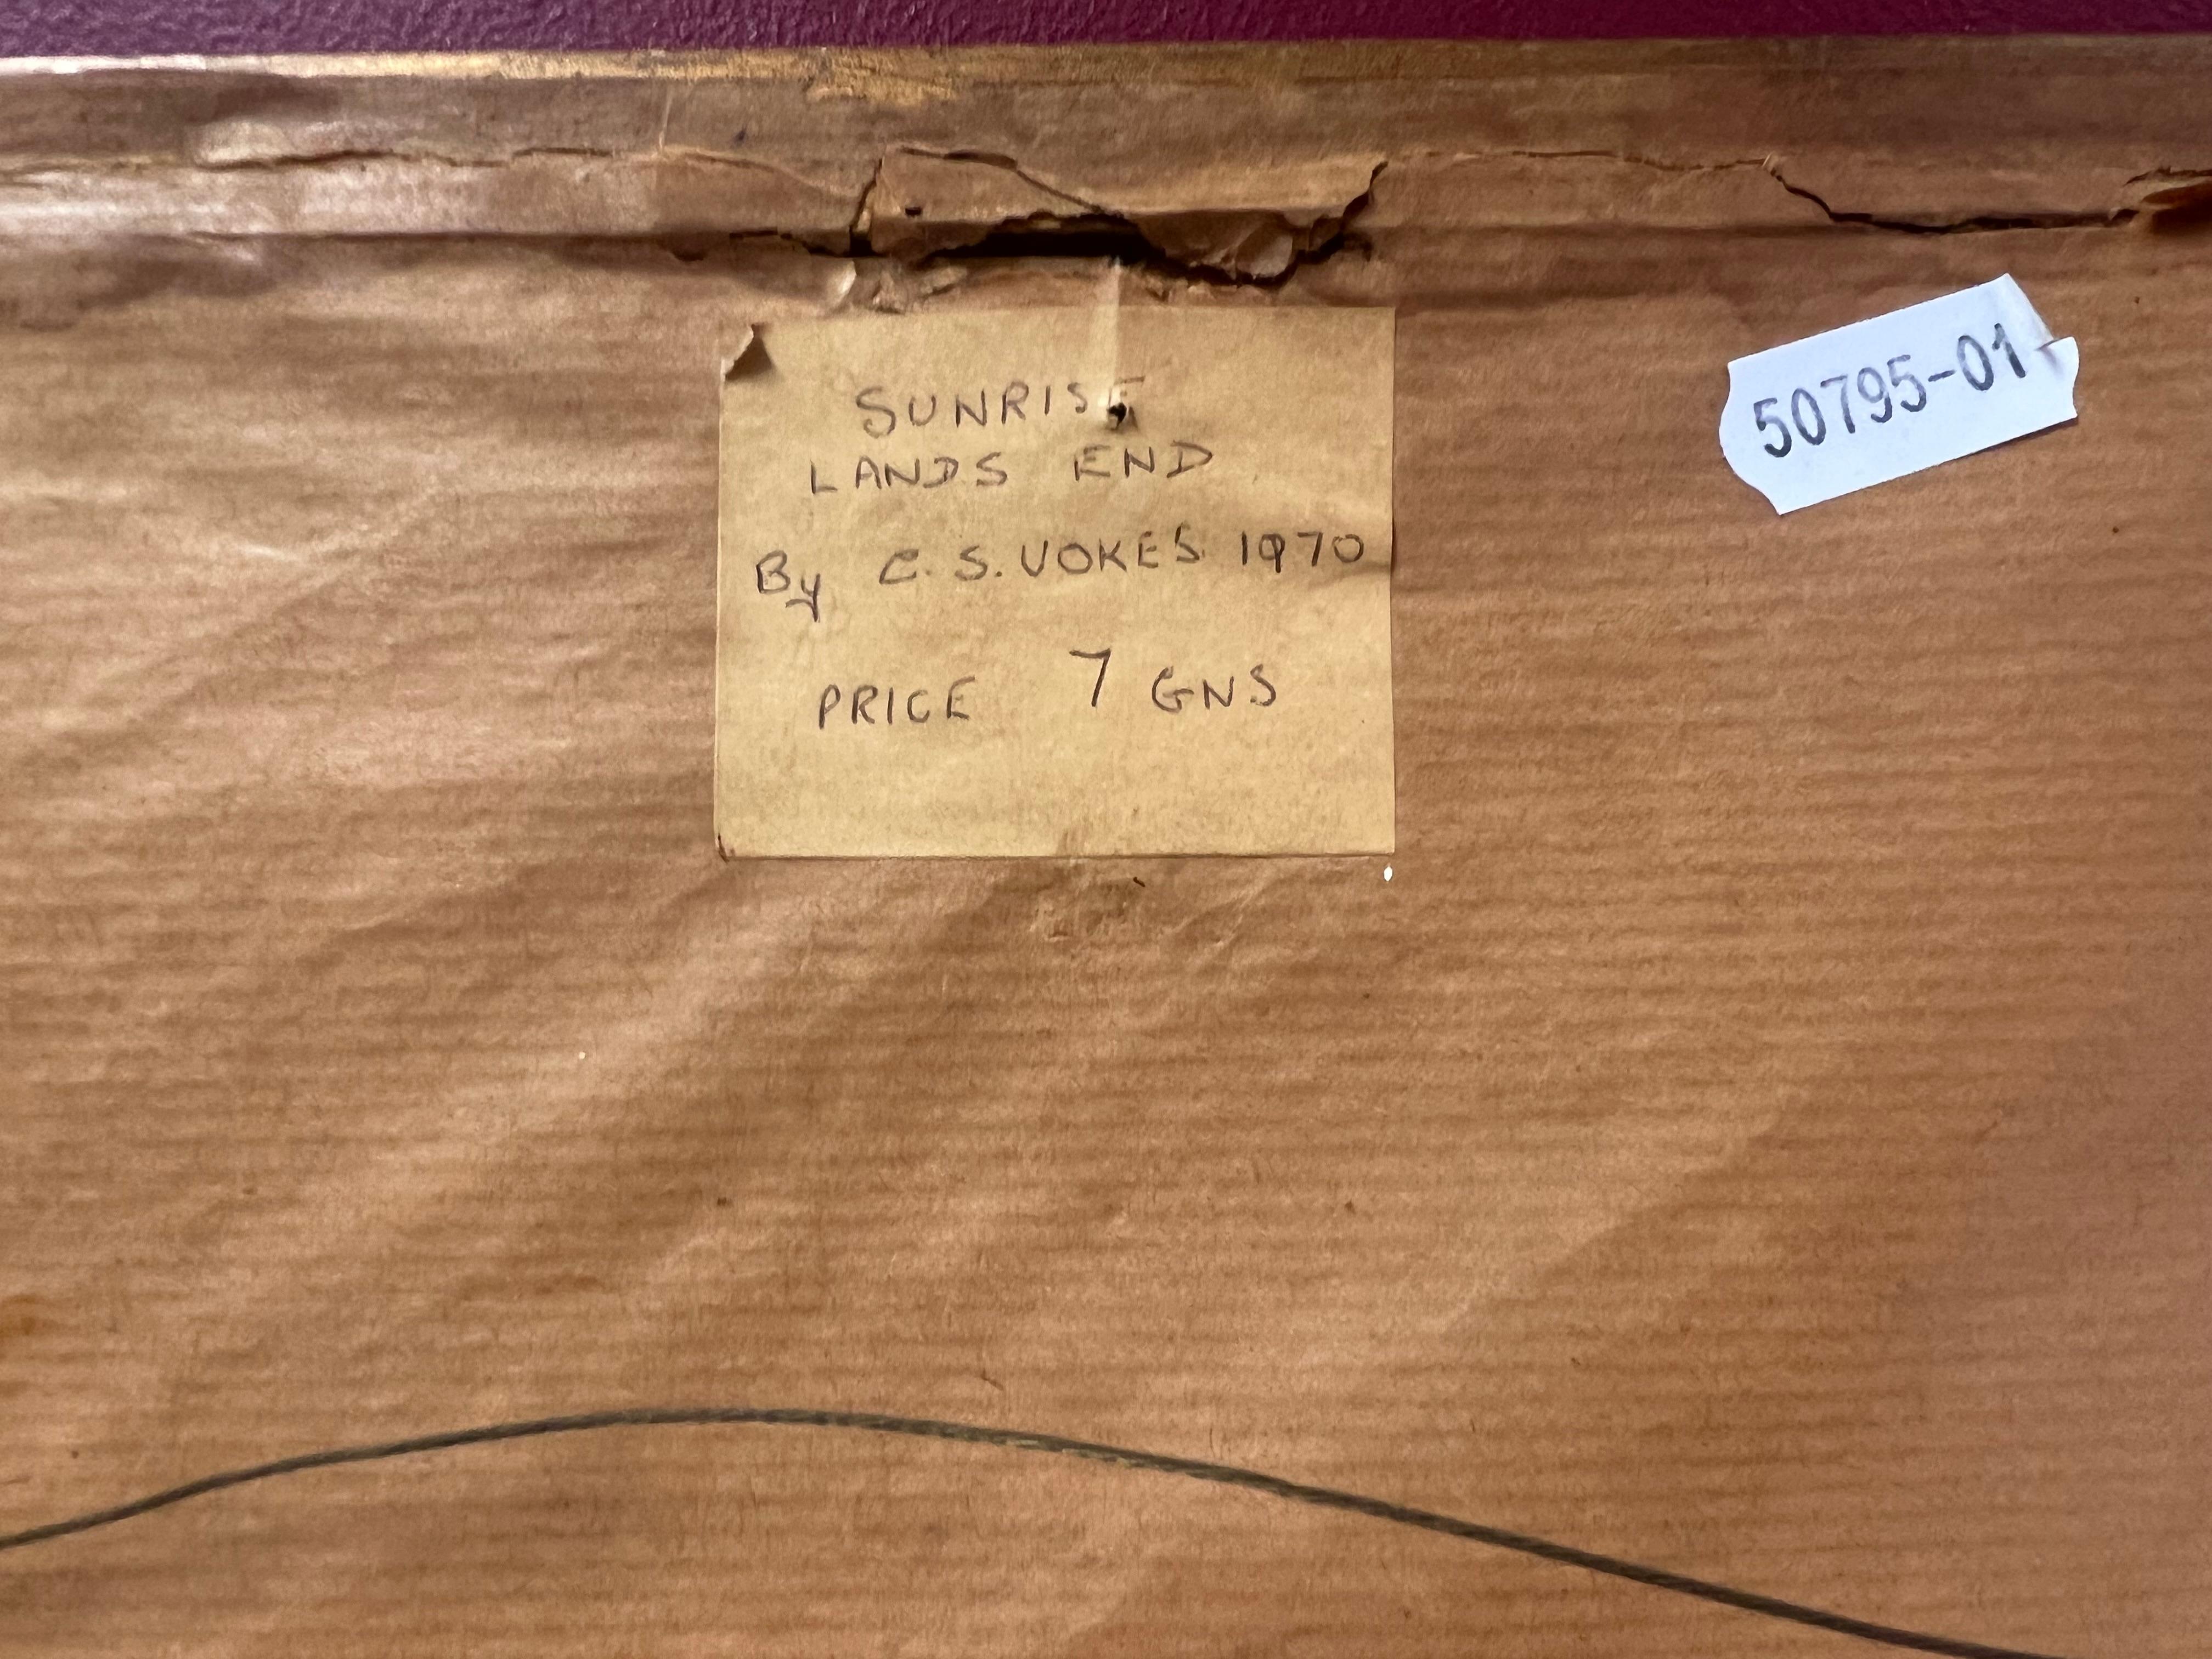 SUNRISE
LANDS END
By C. S. VOKES 1970
PRICE 7 GNS
50795-01